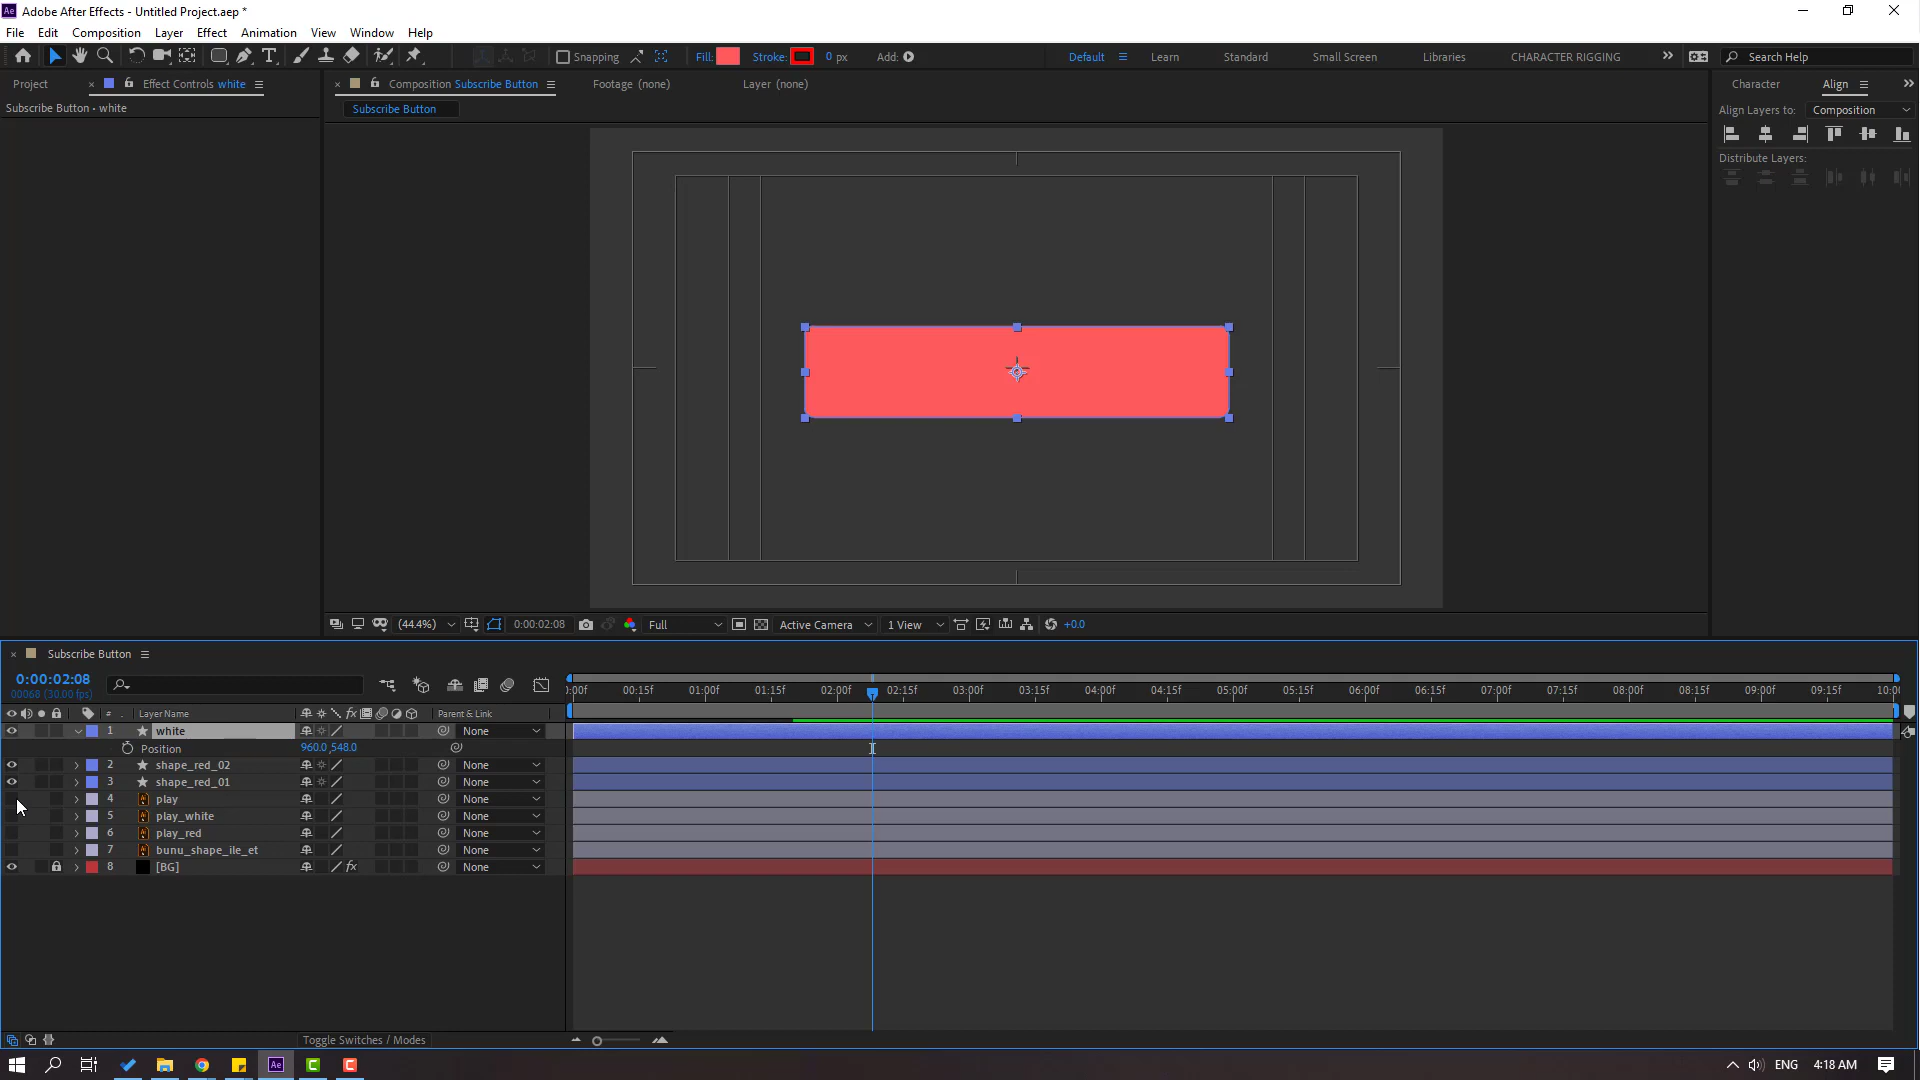 Adobe After Effects - Untitled Project.aep *
File Edit Composition Layer Effect Animation View Window Help
Snapping Fill: Stroke: 0 px Add: Default Learn Standard Small Screen Libraries CHARACTER RIGGING Search Help
Project Effect Controls white Composition Subscribe Button Footage (none) Layer (none) Character Align
Subscribe Button • white
Subscribe Button
Align Layers to: Composition
Distribute Layers:
(44.4%) 0:00:02:08 Full Active Camera 1 View +0.0
Subscribe Button
0:00:02:08
00068 (30.00 fps)
:00f 00:15f 01:00f 01:15f 02:00f 02:15f 03:00f 03:15f 04:00f 04:15f 05:00f 05:15f 06:00f 06:15f 07:00f 07:15f 08:00f 08:15f 09:00f 09:15f 10:00
# Layer Name Parent & Link
1 white None
Position 960.0,548.0
2 shape_red_02 None
3 shape_red_01 None
4 play None
5 play_white None
6 play_red None
7 bunu_shape_ile_et None
8 [BG] fx None
Toggle Switches / Modes
Ae ENG 4:18 AM